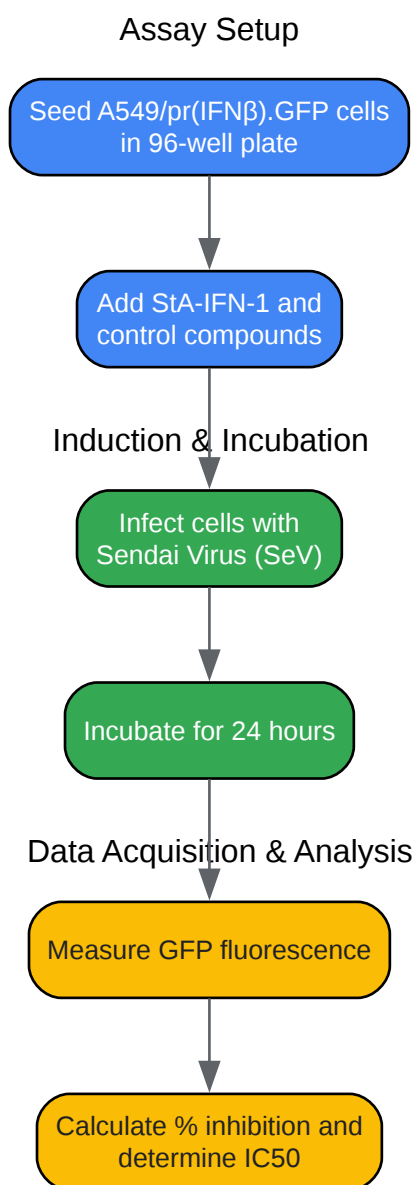 Assay Setup
Seed A549/pr(IFNβ).GFP cells
in 96-well plate
Add StA-IFN-1 and
control compounds
Induction & Incubation
Infect cells with
Sendai Virus (SeV)
Incubate for 24 hours
Data Acquisition & Analysis
Measure GFP fluorescence
Calculate % inhibition and
determine IC50